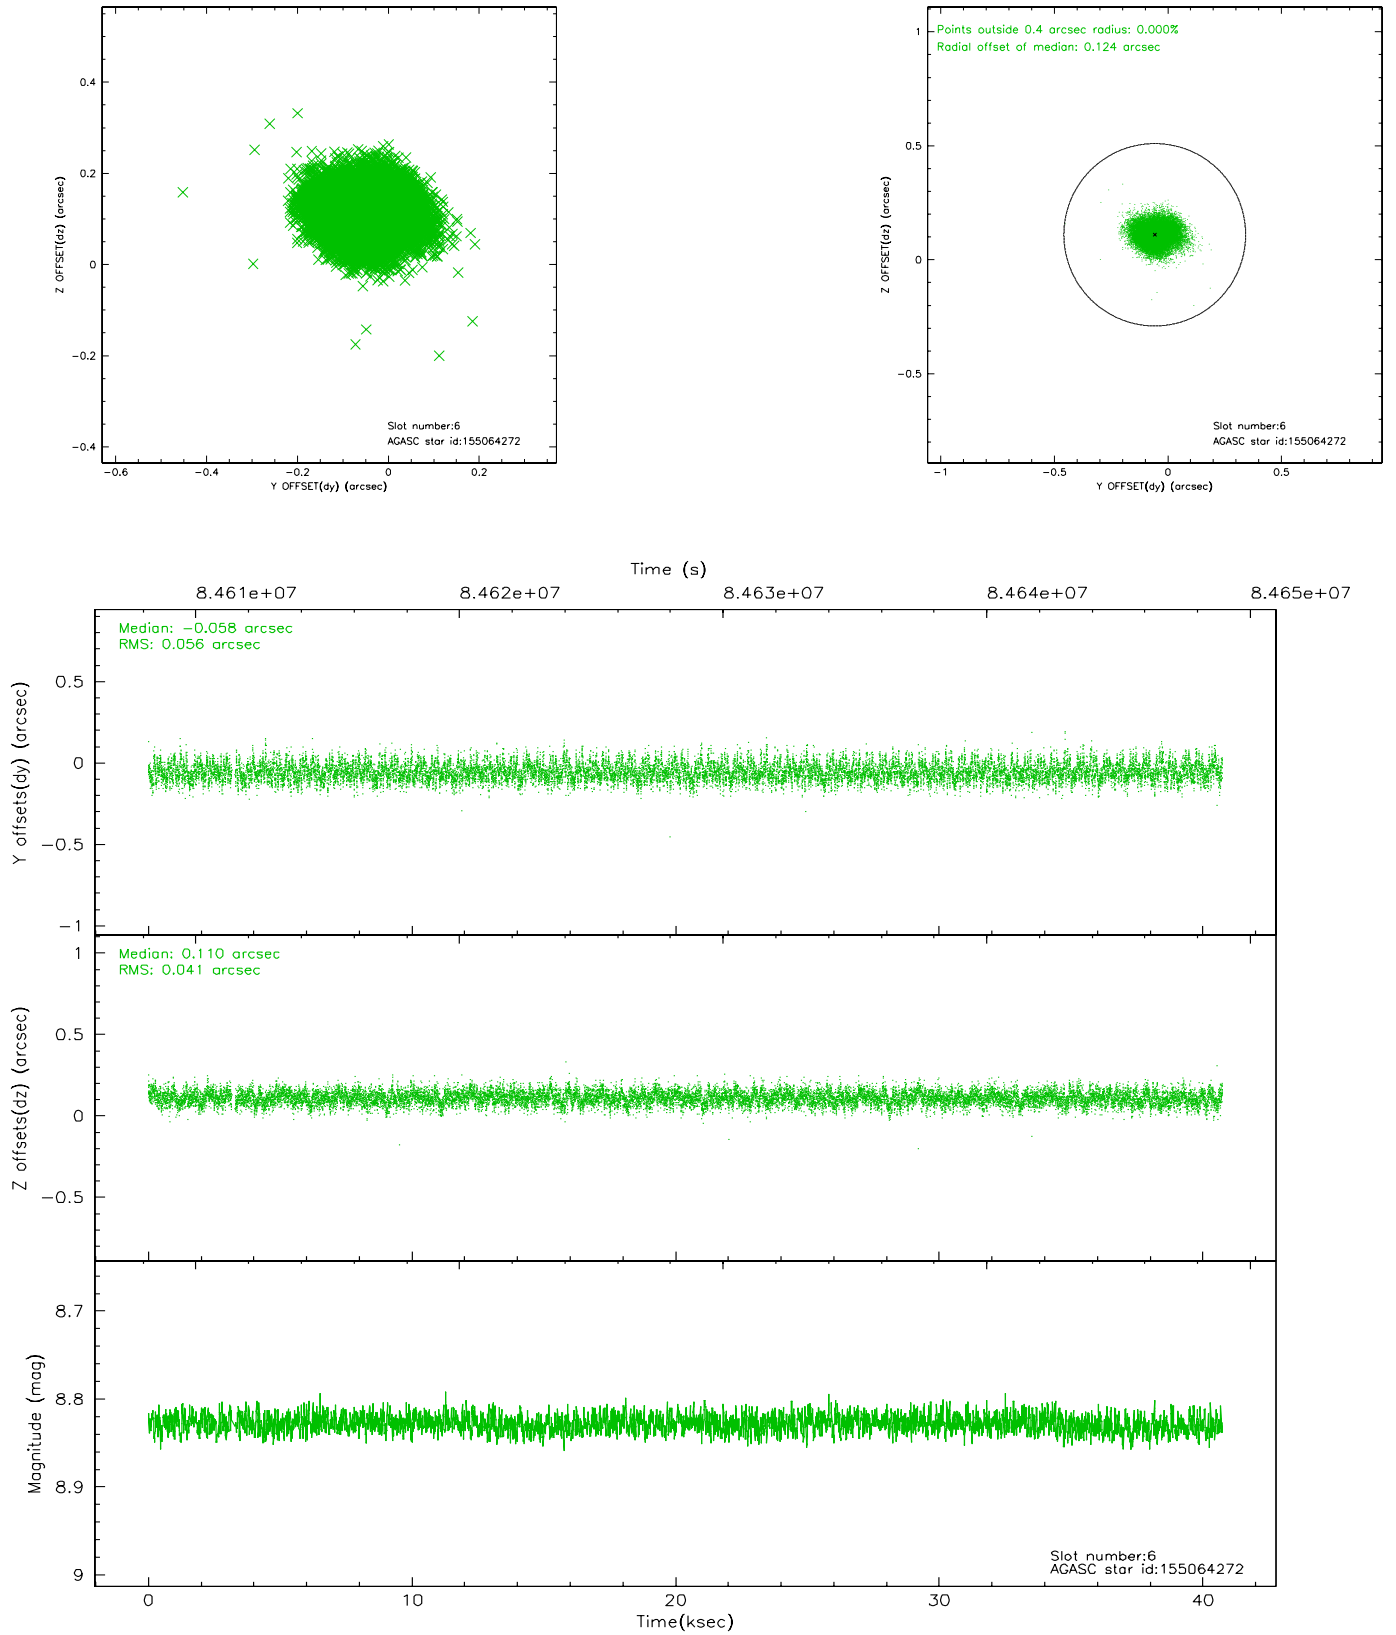 0.4
0.2
0
−0.2
−0.4
Z OFFSET(dz) (arcsec)
Slot number:6
AGASC star id:155064272
−0.6 −0.4 −0.2 0 0.2
Y OFFSET(dy) (arcsec)
Points outside 0.4 arcsec radius: 0.000%
Radial offset of median: 0.124 arcsec
1
0.5
0
−0.5
Z OFFSET(dz) (arcsec)
Slot number:6
AGASC star id:155064272
−1 −0.5 0 0.5
Y OFFSET(dy) (arcsec)
Time (s)
8.461e+07 8.462e+07 8.463e+07 8.464e+07 8.465e+07
Median: −0.058 arcsec
RMS: 0.056 arcsec
0.5
0
−0.5
−1
Y offsets(dy) (arcsec)
Median: 0.110 arcsec
RMS: 0.041 arcsec
1
0.5
0
−0.5
Z offsets(dz) (arcsec)
8.7
8.8
8.9
9
Magnitude (mag)
Slot number:6
AGASC star id:155064272
0 10 20 30 40
Time(ksec)